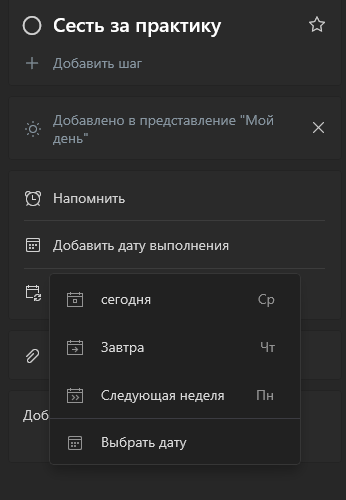 Сесть за практику
Добавить шаг
Добавлено в представление "Мой
день"
Напомнить
Добавить дату выполнения
сегодня Ср
Завтра Чт
Следующая неделя Пн
Доб
Выбрать дату